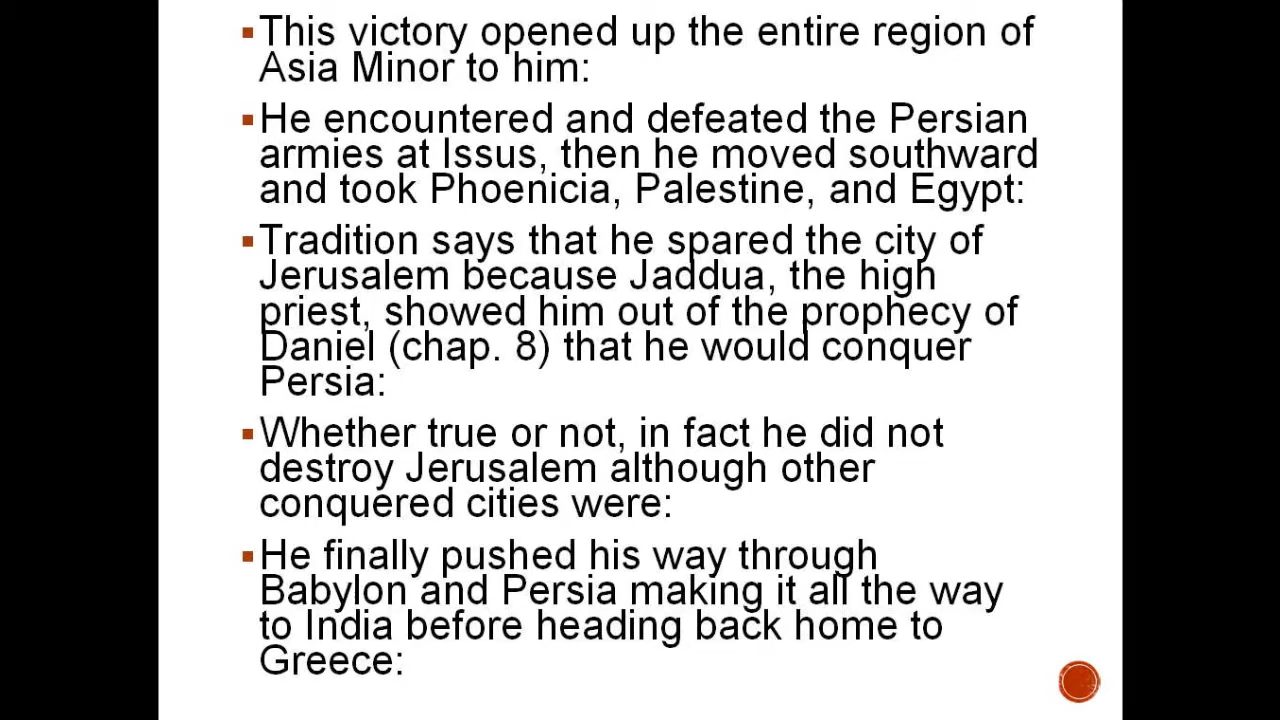 ▪This victory opened up the entire region of
Asia Minor to him:
▪He encountered and defeated the Persian
armies at Issus, then he moved southward
and took Phoenicia, Palestine, and Egypt:
▪Tradition says that he spared the city of
Jerusalem because Jaddua, the high
priest, showed him out of the prophecy of
Daniel (chap. 8) that he would conquer
Persia:
▪Whether true or not, in fact he did not
destroy Jerusalem although other
conquered cities were:
▪He finally pushed his way through
Babylon and Persia making it all the way
to India before heading back home to
Greece: